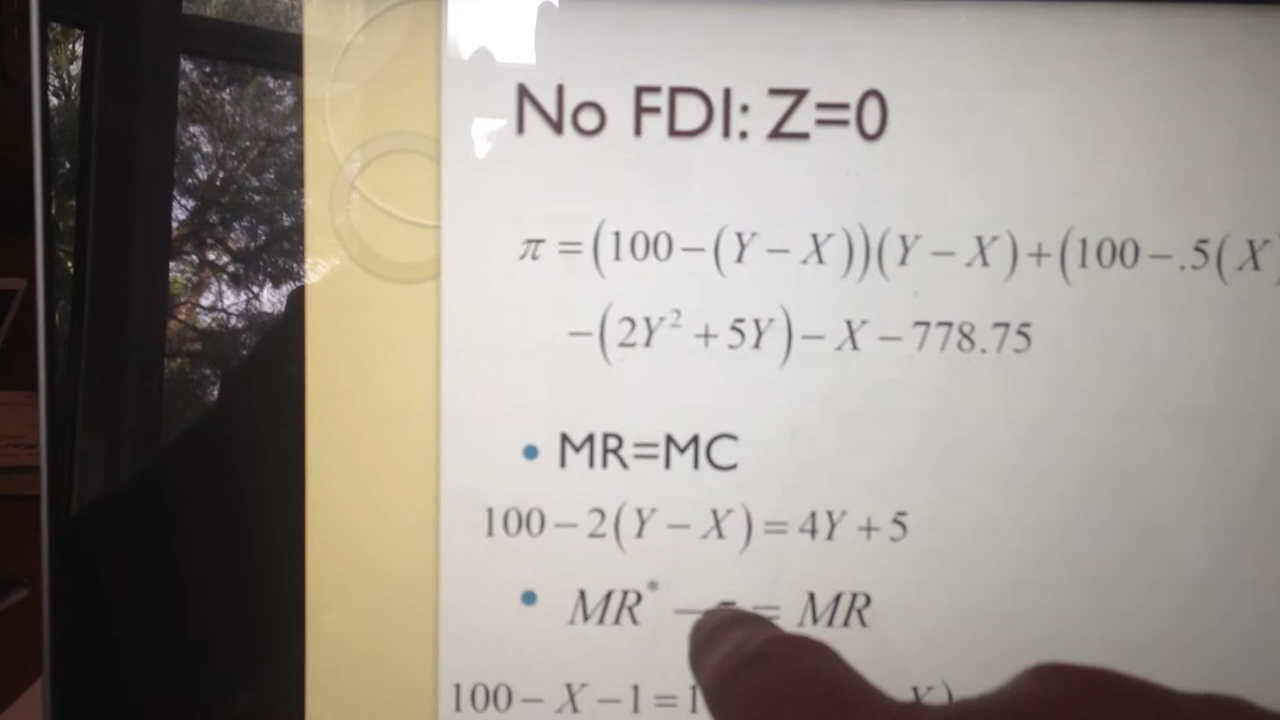 No FDI: Z=0
π = (100 − (Y − X))(Y − X) + (100 − .5(X
−(2Y² + 5Y) − X − 778.75
• MR=MC
100 − 2(Y − X) = 4Y + 5
• MR* − = MR
100 − X − 1 = 1 X)